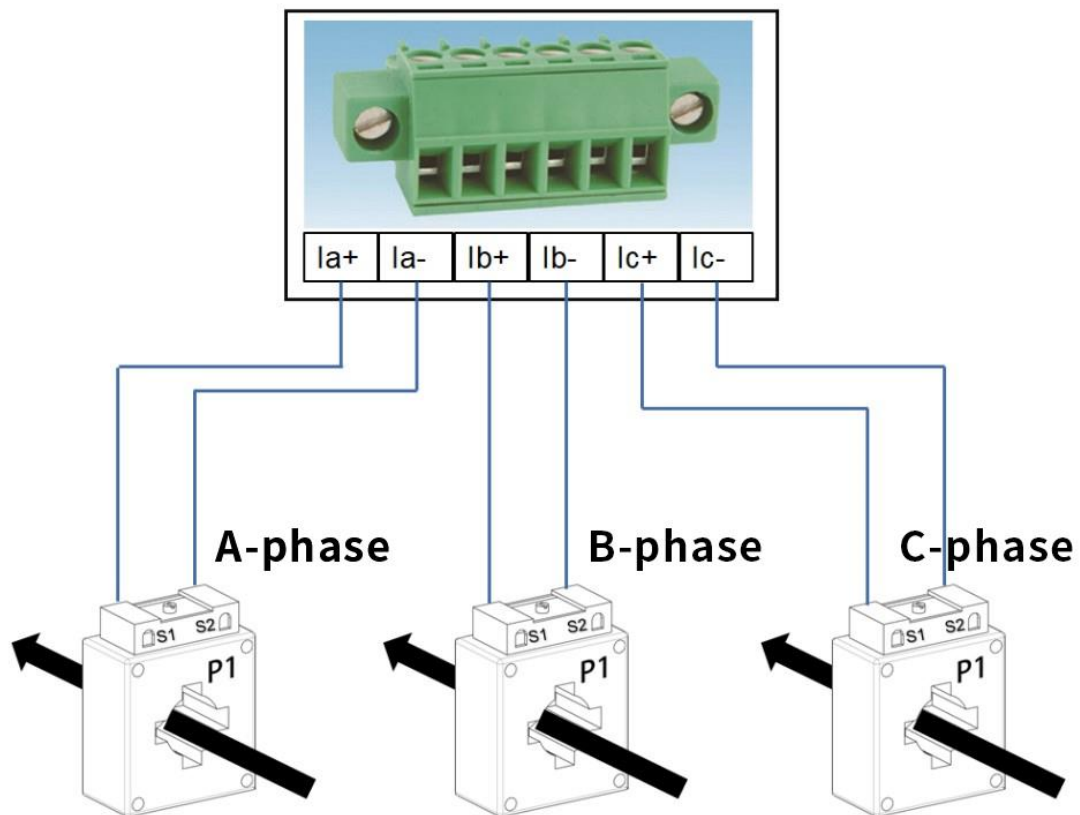 Ia+ Ia- Ib+ Ib- Ic+ Ic-
A-phase B-phase C-phase
S1 S2 S1 S2 S1 S2
P1 P1 P1